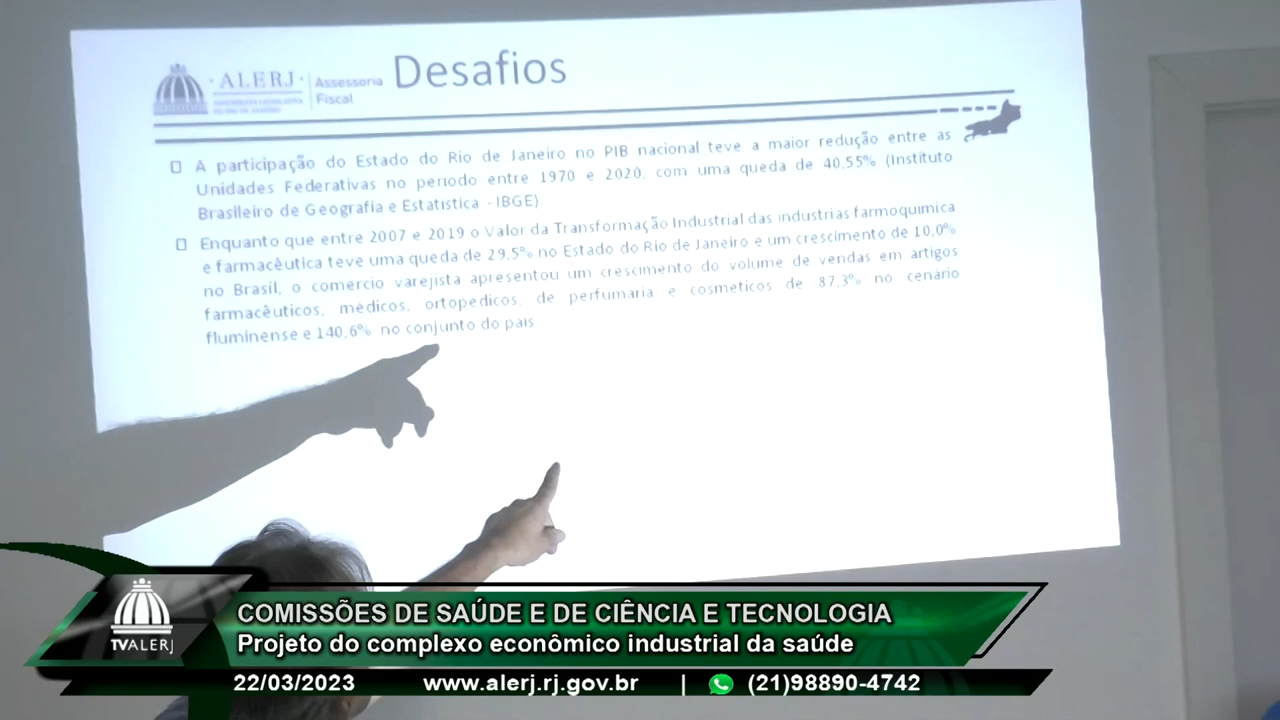 ALERJ
Assessoria
Fiscal
Desafios
A participação do Estado do Rio de Janeiro no PIB nacional teve a maior redução entre as
Unidades Federativas no período entre 1970 e 2020, com uma queda de 40,55% (Instituto
Brasileiro de Geografia e Estatística - IBGE).
Enquanto que entre 2007 e 2019 o Valor da Transformação Industrial das indústrias farmoquímica
e farmacêutica teve uma queda de 29,5% no Estado do Rio de Janeiro e um crescimento de 10,0%
no Brasil, o comércio varejista apresentou um crescimento do volume de vendas em artigos
farmacêuticos, médicos, ortopédicos, de perfumaria e cosméticos de 87,3% no cenário
fluminense e 140,6% no conjunto do país
COMISSÕES DE SAÚDE E DE CIÊNCIA E TECNOLOGIA
Projeto do complexo econômico industrial da saúde
TVALERJ
22/03/2023 www.alerj.rj.gov.br | (21)98890-4742